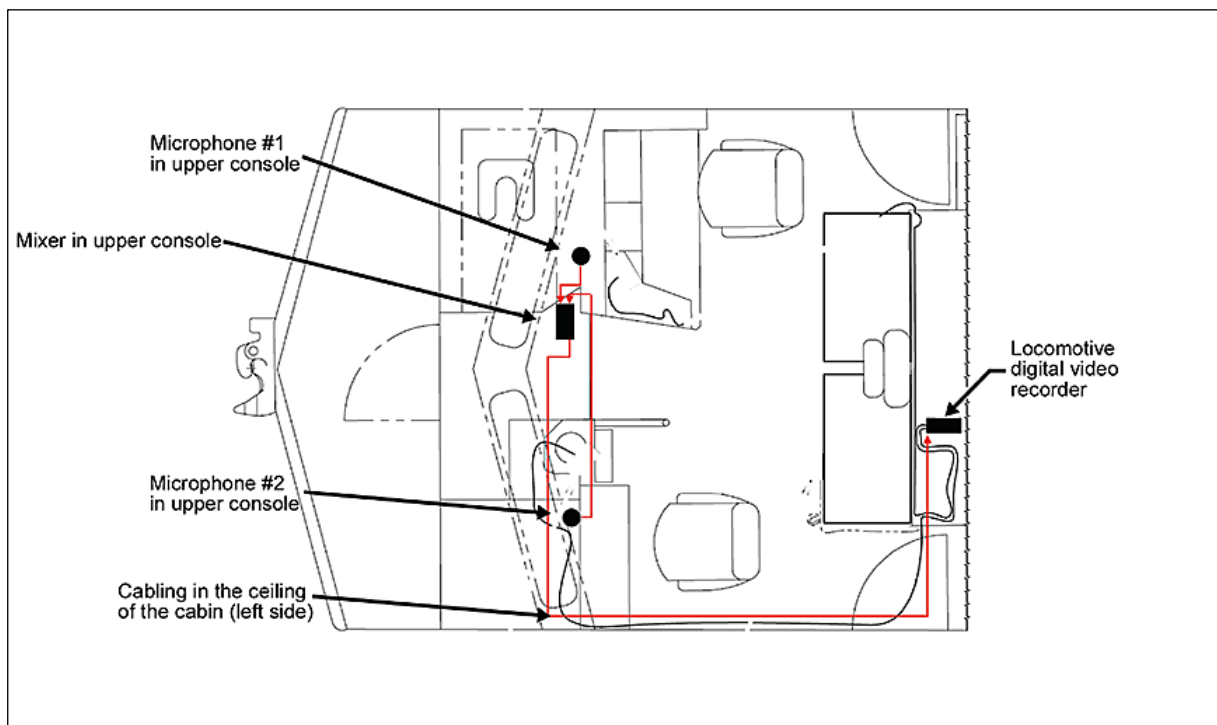 Microphone #1
in upper console
Mixer in upper console
Locomotive
digital video
recorder
Microphone #2
in upper console
Cabling in the ceiling
of the cabin (left side)